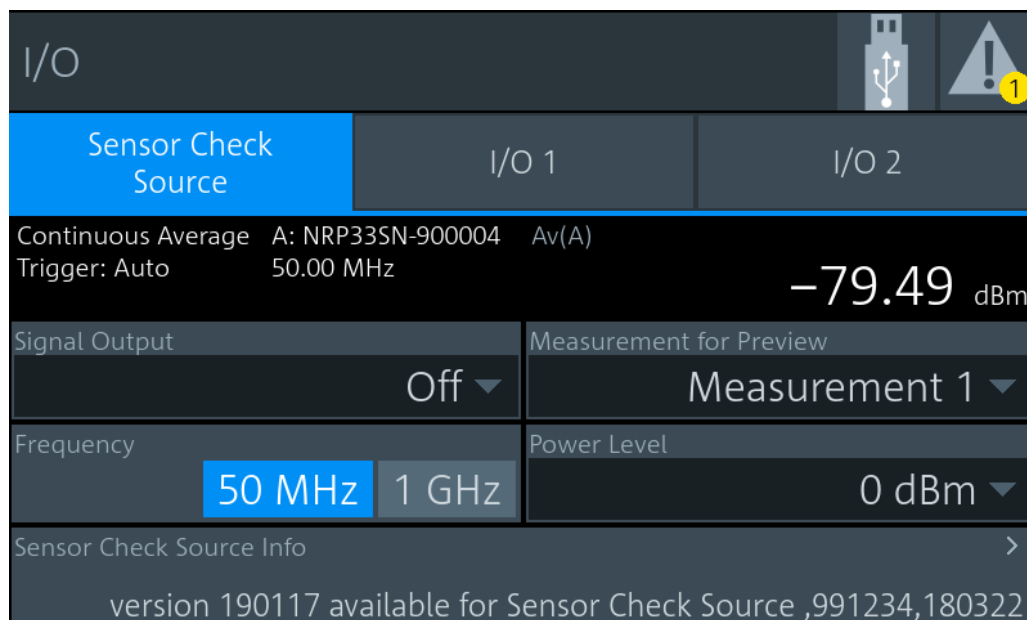 I/O
1
Sensor Check
Source
I/O 1
I/O 2
Continuous Average A: NRP33SN-900004 Av(A)
Trigger: Auto 50.00 MHz
−79.49 dBm
Signal Output
Off
Measurement for Preview
Measurement 1
Frequency
50 MHz 1 GHz
Power Level
0 dBm
Sensor Check Source Info >
version 190117 available for Sensor Check Source ,991234,180322